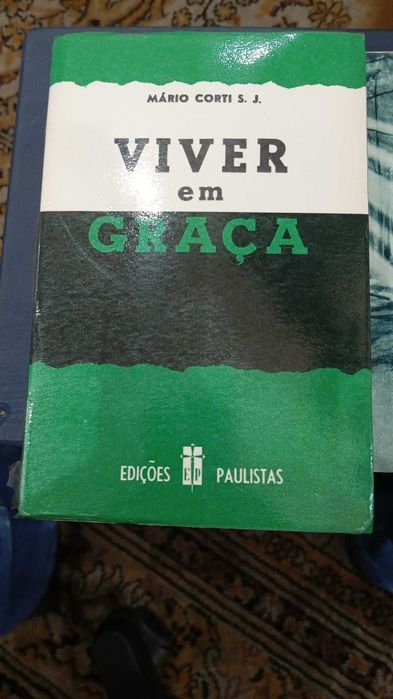 MÁRIO CORTI S. J.
VIVER
em
GRAÇA
EDIÇÕES EP PAULISTAS